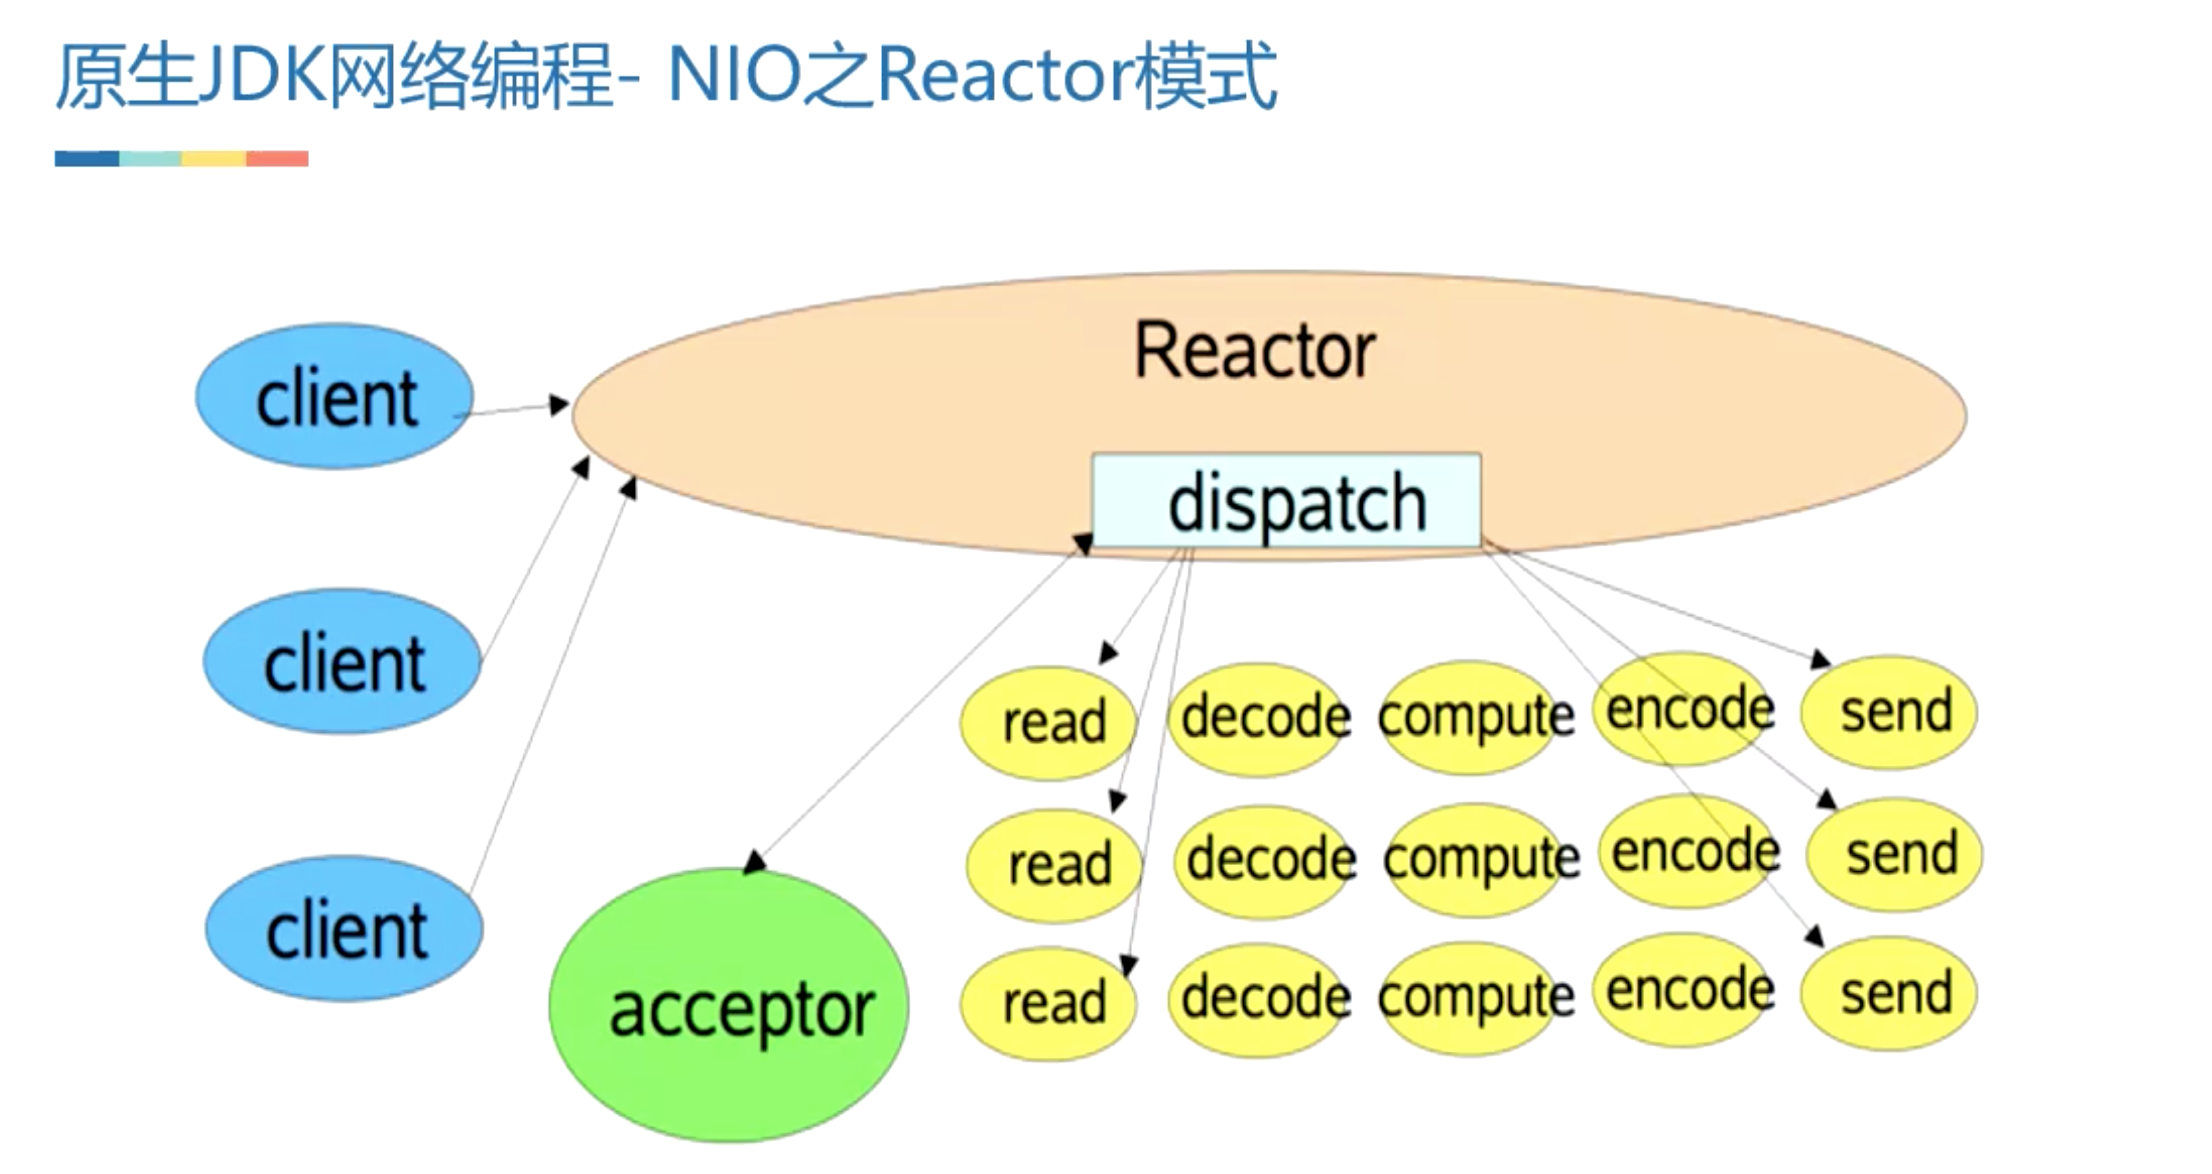 原生JDK网络编程- NIO之Reactor模式
Reactor
client
dispatch
client
read decode compute encode send
read decode compute encode send
client
acceptor
read decode compute encode send